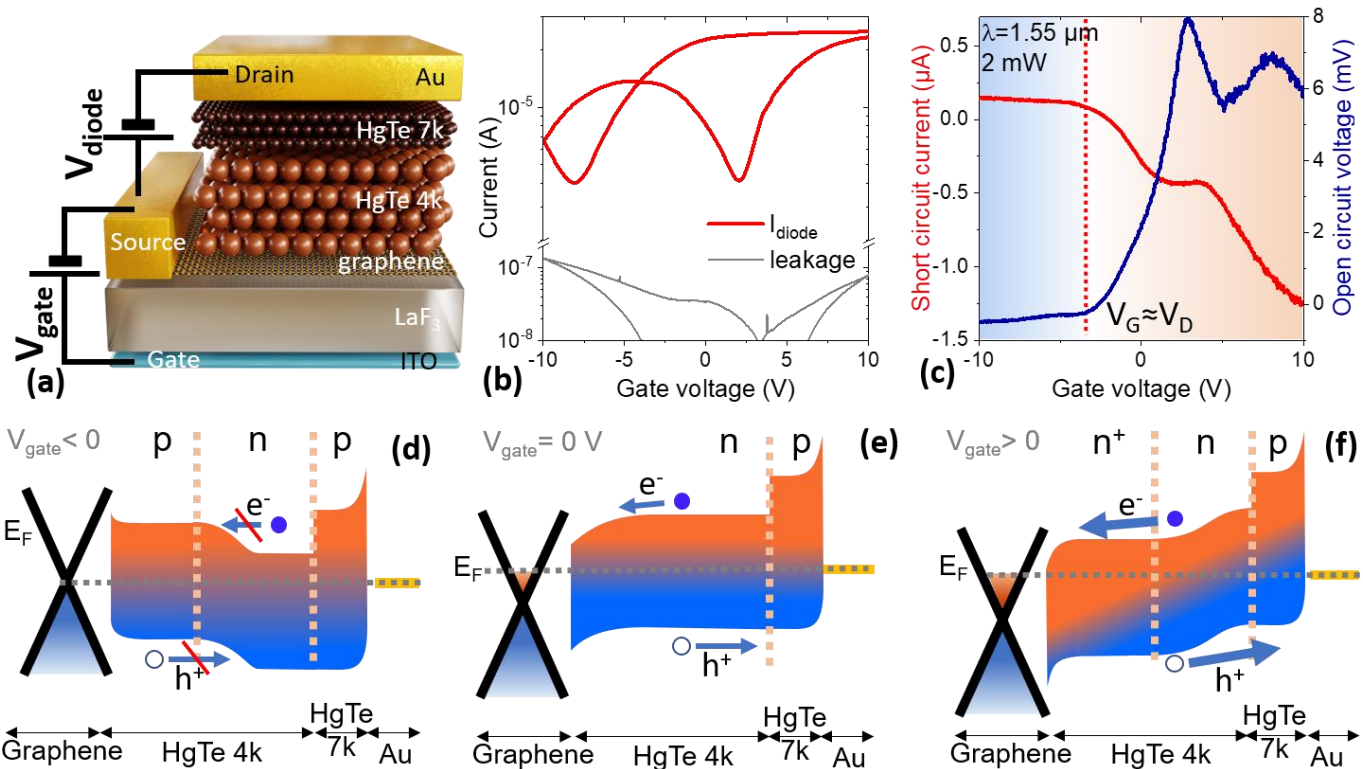 Drain
Au
HgTe 7k
HgTe 4k
Source
graphene
LaF₃
Gate
ITO
V_diode
V_gate
(a)
Current (A)
10⁻⁵
10⁻⁷
10⁻⁸
I_diode
leakage
-10 -5 0 5 10
Gate voltage (V)
(b)
λ=1.55 µm
2 mW
Short circuit current (µA)
0.5
0.0
-0.5
-1.0
-1.5
V_G≈V_D
-10 -5 0 5 10
Gate voltage (V)
8
6
4
2
0
Open circuit voltage (mV)
(c)
V_gate< 0
p n p
(d)
e⁻
E_F
h⁺
Graphene
HgTe 4k
HgTe
7k
Au
V_gate= 0 V
n p
(e)
e⁻
E_F
h⁺
Graphene
HgTe 4k
HgTe
7k
Au
V_gate> 0
n⁺ n p
(f)
e⁻
E_F
h⁺
Graphene
HgTe 4k
HgTe
7k
Au